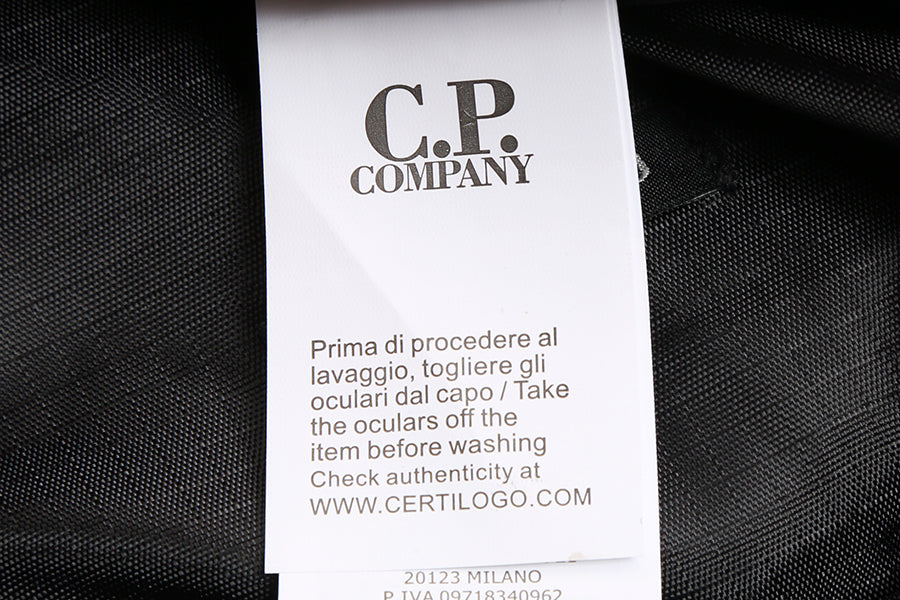 C.P.
COMPANY
Prima di procedere al
lavaggio, togliere gli
oculari dal capo / Take
the oculars off the
item before washing
Check authenticity at
WWW.CERTILOGO.COM
20123 MILANO
P.IVA 09718340962